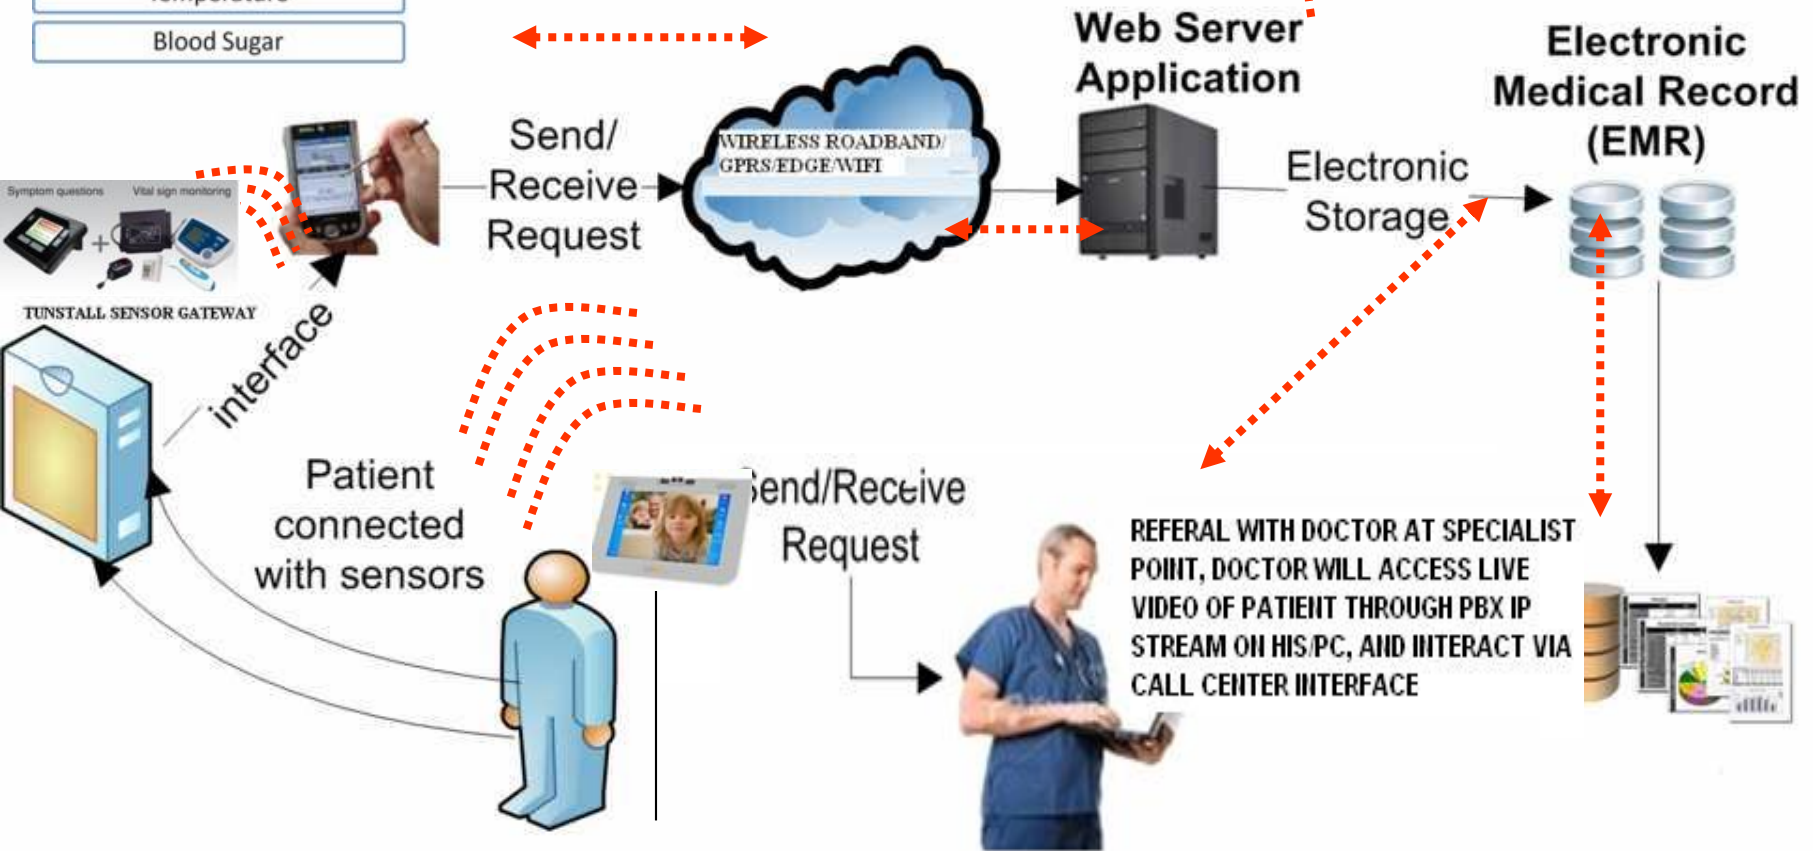 Temperature
Blood Sugar
Web Server
Application
Electronic
Medical Record
(EMR)
Send/
Receive
Request
WIRELESS ROADBAND/
GPRS/EDGE/WIFI
Electronic
Storage
Symptom questions
Vital sign monitoring
+
TUNSTALL SENSOR GATEWAY
interface
Patient
connected
with sensors
Send/Receive
Request
REFERAL WITH DOCTOR AT SPECIALIST
POINT, DOCTOR WILL ACCESS LIVE
VIDEO OF PATIENT THROUGH PBX IP
STREAM ON HIS/PC, AND INTERACT VIA
CALL CENTER INTERFACE